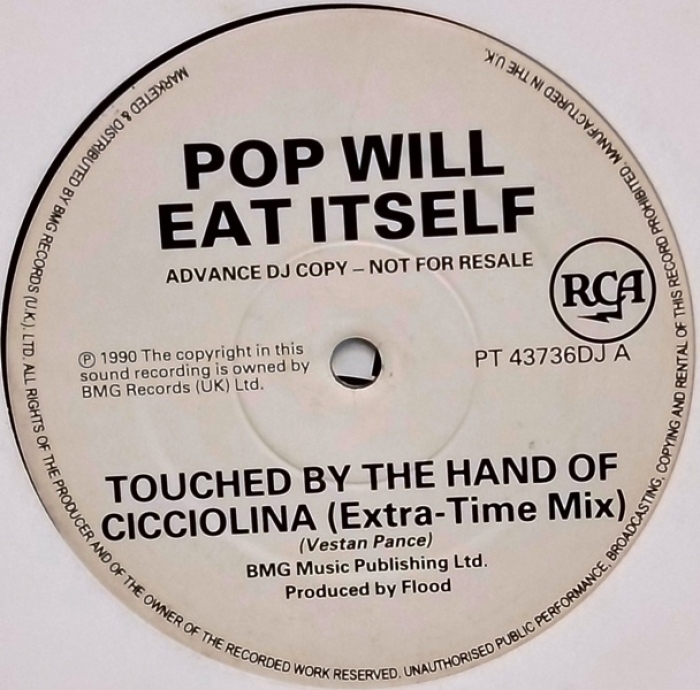 POP WILL
EAT ITSELF
ADVANCE DJ COPY – NOT FOR RESALE
RCA
PT 43736DJ A
℗ 1990 The copyright in this
sound recording is owned by
BMG Records (UK) Ltd.
TOUCHED BY THE HAND OF
CICCIOLINA (Extra-Time Mix)
(Vestan Pance)
BMG Music Publishing Ltd.
Produced by Flood
MARKETED & DISTRIBUTED BY BMG RECORDS (UK). LTD. ALL RIGHTS OF THE PRODUCER AND OF THE OWNER OF THE RECORDED WORK RESERVED. UNAUTHORISED PUBLIC PERFORMANCE, BROADCASTING, COPYING AND RENTAL OF THIS RECORD PROHIBITED. MANUFACTURED IN THE U.K.